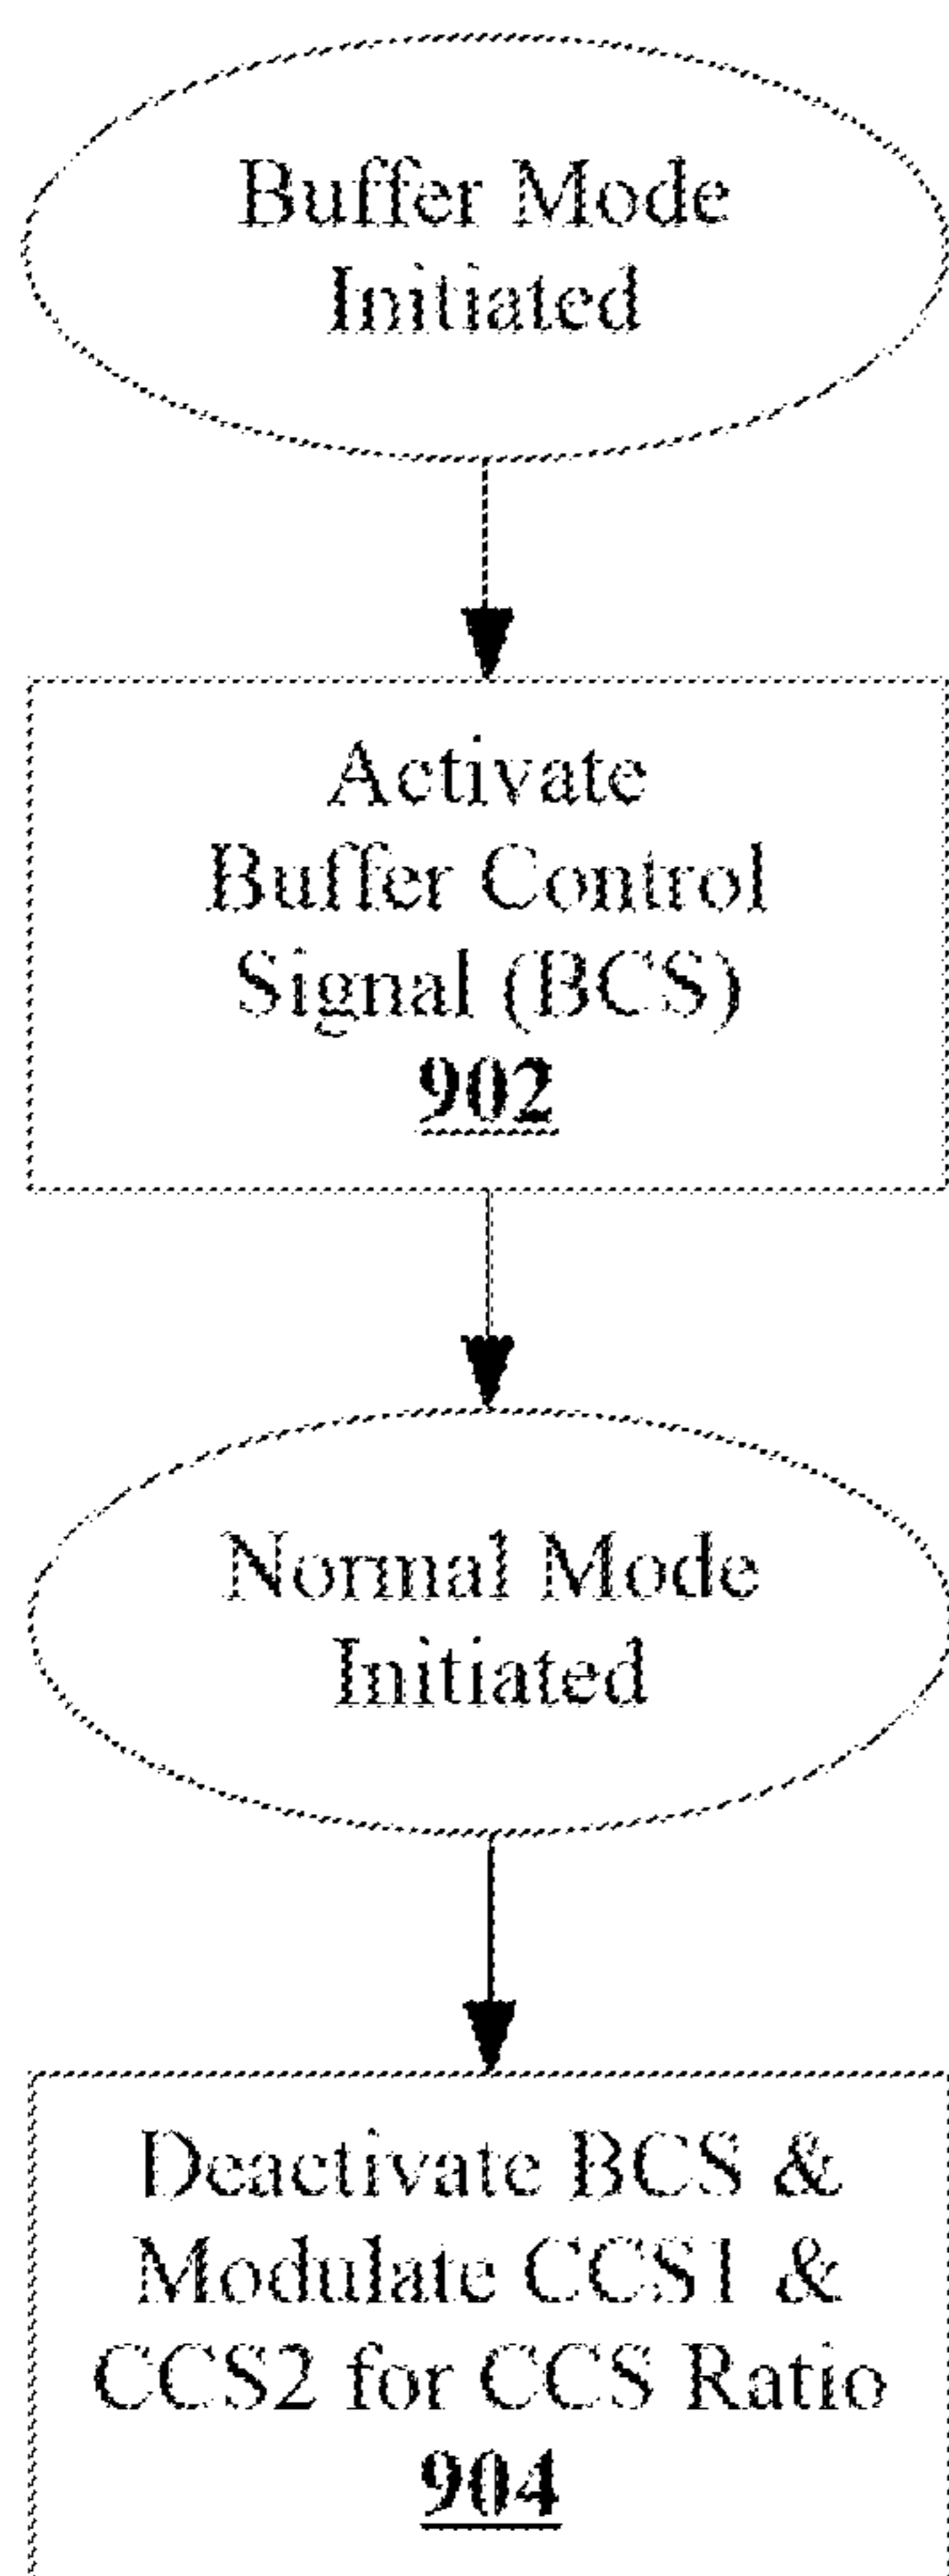 Buffer Mode
Initiated
Activate
Buffer Control
Signal (BCS)
902
Normal Mode
Initiated
Deactivate BCS &
Modulate CCS1 &
CCS2 for CCS Ratio
904